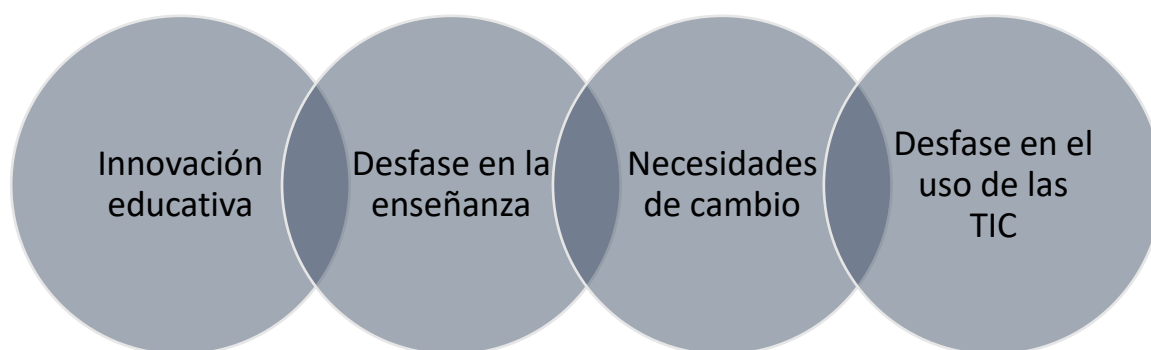 Innovación
educativa
Desfase en la
enseñanza
Necesidades
de cambio
Desfase en el
uso de las
TIC